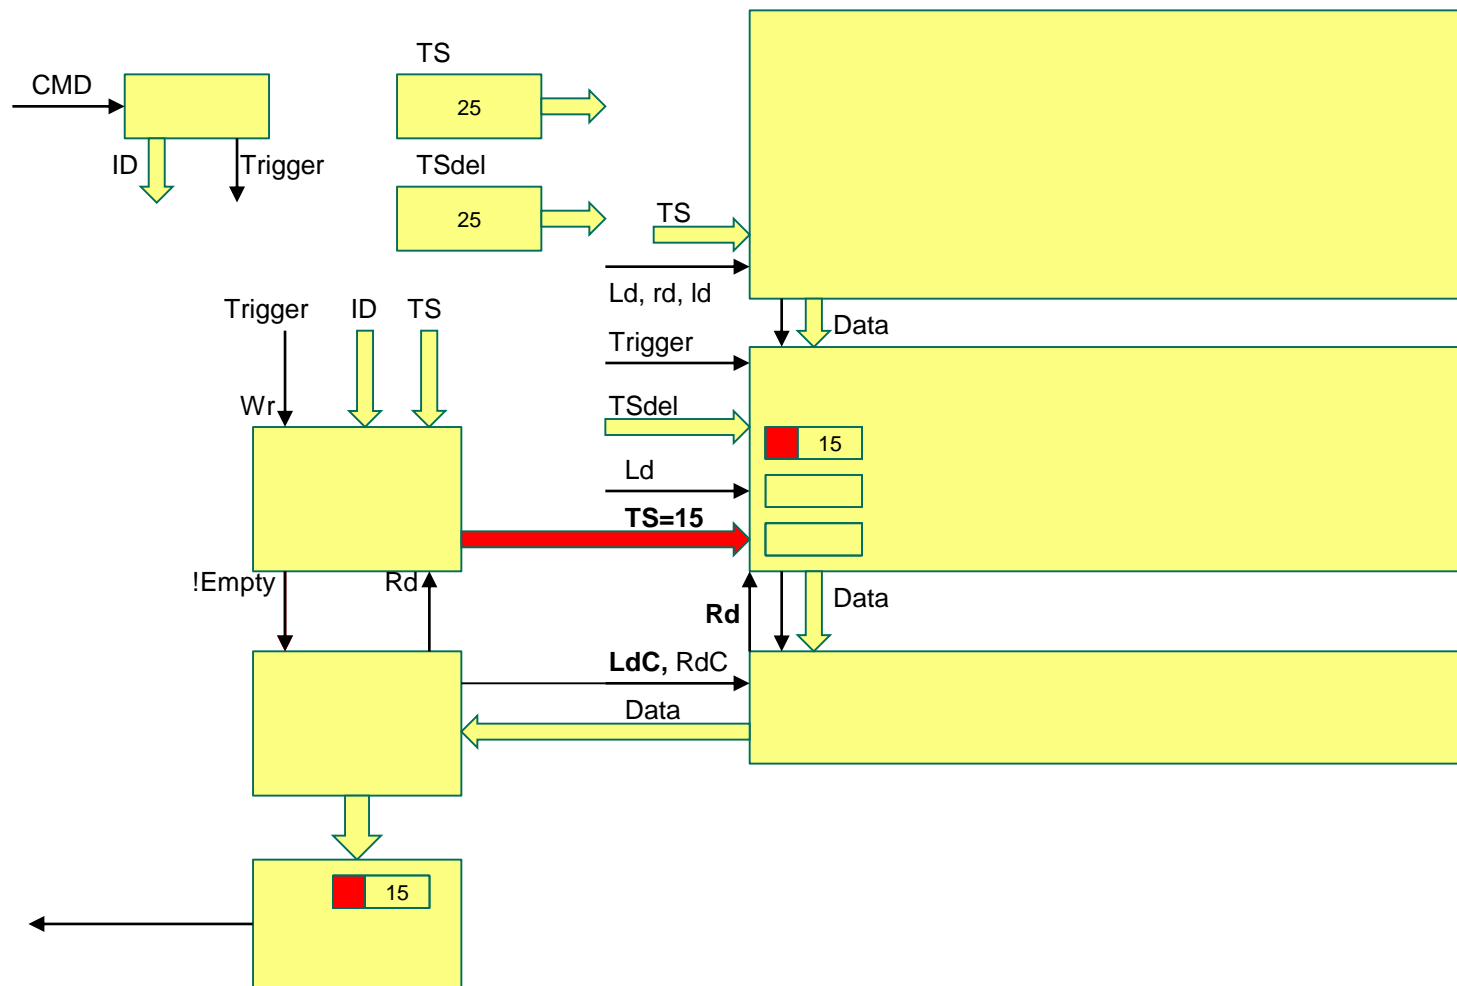 TS
CMD
25
ID
Trigger
TSdel
25
TS
Ld, rd, ld
Trigger
ID
TS
Data
Trigger
Wr
TSdel
15
Ld
TS=15
!Empty
Rd
Data
Rd
LdC, RdC
Data
15